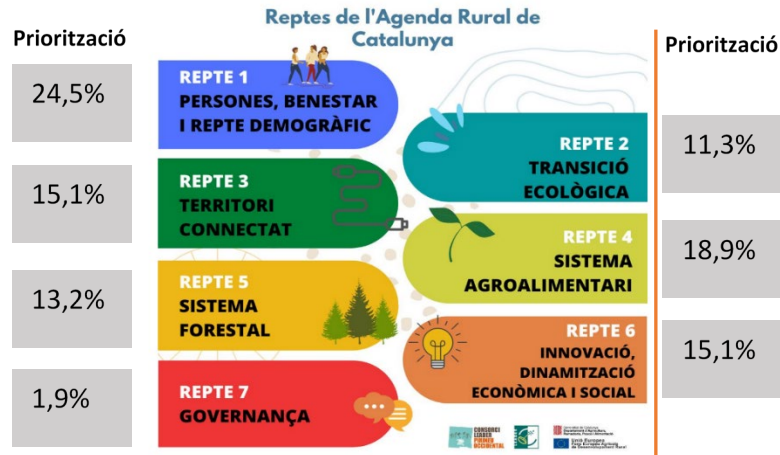 Reptes de l'Agenda Rural de
Catalunya
Priorització
24,5%
15,1%
13,2%
1,9%
REPTE 1
PERSONES, BENESTAR
I REPTE DEMOGRÀFIC
REPTE 2
TRANSICIÓ
ECOLÒGICA
REPTE 3
TERRITORI
CONNECTAT
REPTE 4
SISTEMA
AGROALIMENTARI
REPTE 5
SISTEMA
FORESTAL
REPTE 6
INNOVACIÓ,
DINAMITZACIÓ
ECONÒMICA I SOCIAL
REPTE 7
GOVERNANÇA
CONSORCI
LEADER
PIRINEU
OCCIDENTAL
Unió Europea
Priorització
11,3%
18,9%
15,1%